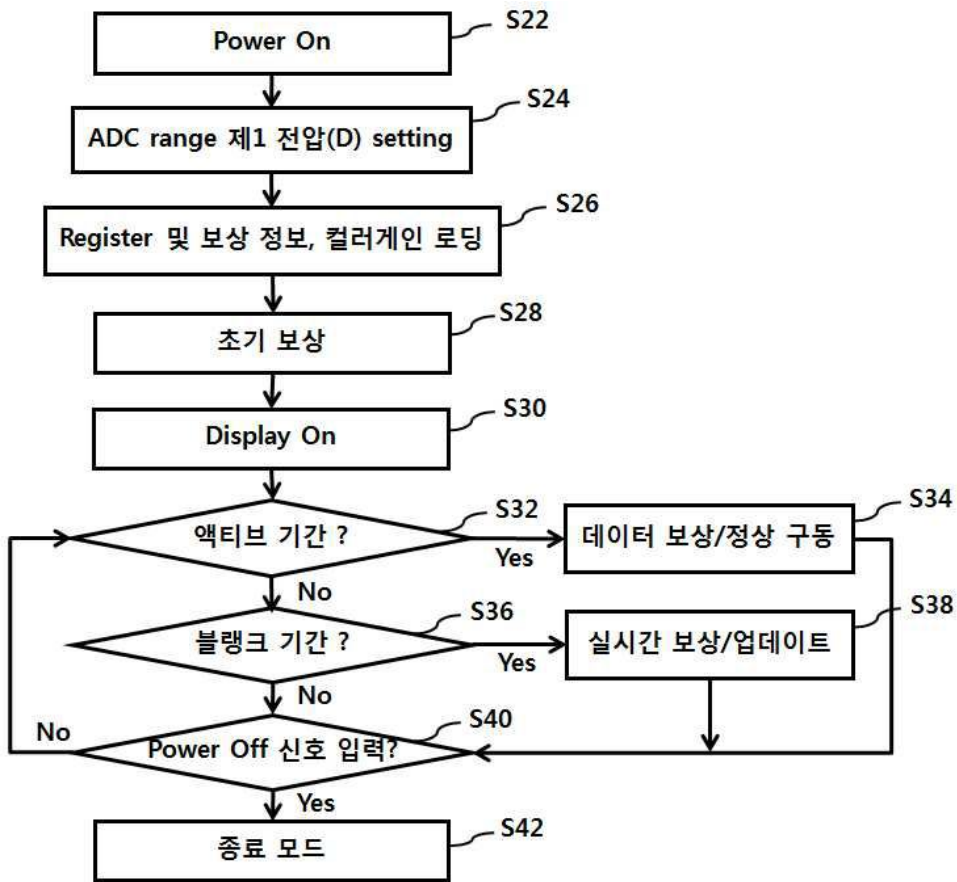 S22
Power On
S24
ADC range 제1 전압(D) setting
S26
Register 및 보상 정보, 컬러게인 로딩
S28
초기 보상
S30
Display On
S32
액티브 기간 ?
Yes
S34
데이터 보상/정상 구동
No
S36
블랭크 기간 ?
Yes
S38
실시간 보상/업데이트
No
S40
Power Off 신호 입력?
No
Yes
S42
종료 모드